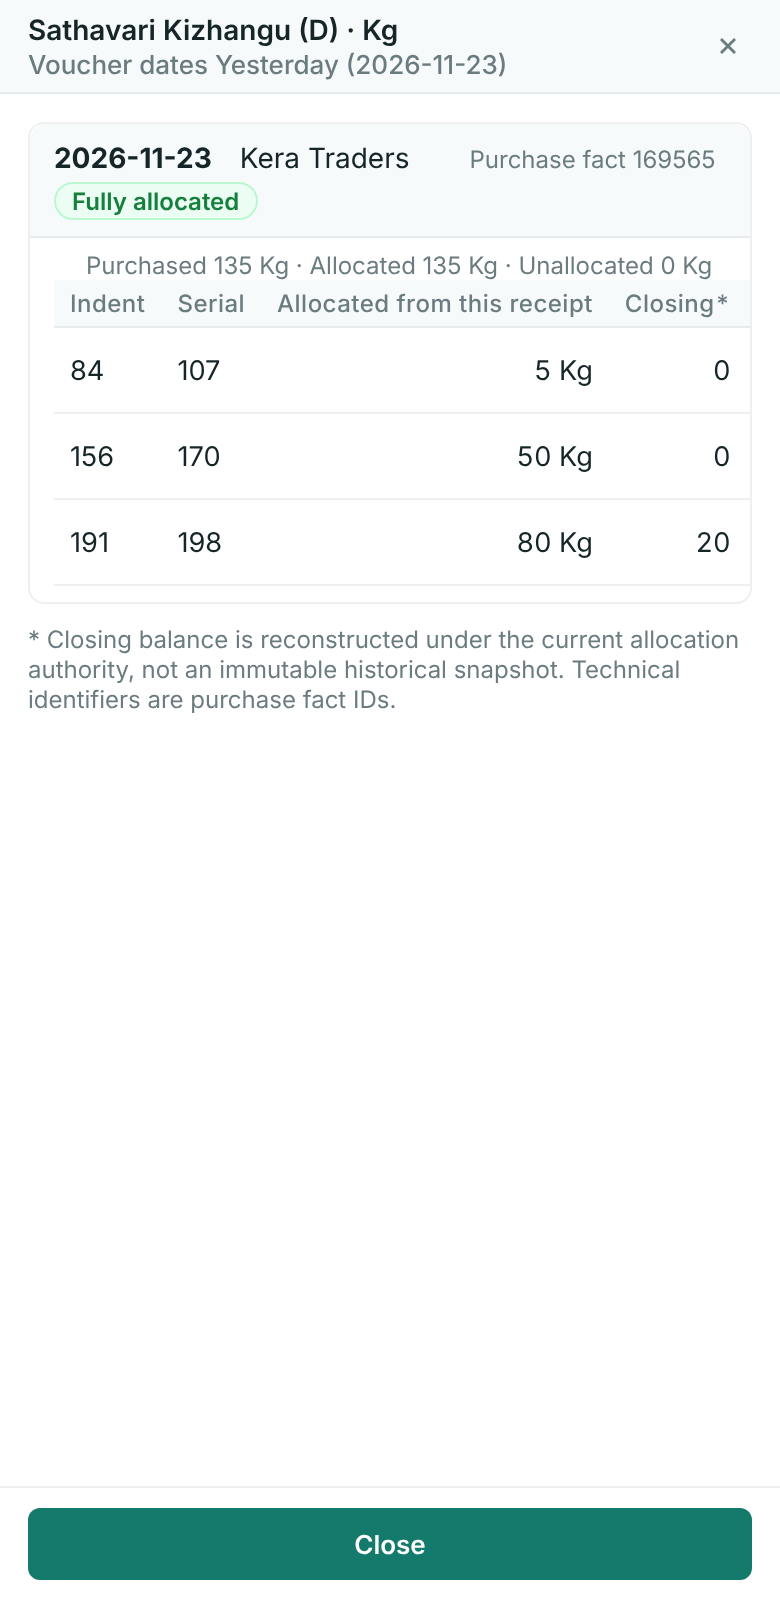 Sathavari Kizhangu (D) · Kg
Voucher dates Yesterday (2026-11-23)
×
2026-11-23 Kera Traders Purchase fact 169565
Fully allocated
Purchased 135 Kg · Allocated 135 Kg · Unallocated 0 Kg
Indent Serial Allocated from this receipt Closing*
84 107 5 Kg 0
156 170 50 Kg 0
191 198 80 Kg 20
* Closing balance is reconstructed under the current allocation
authority, not an immutable historical snapshot. Technical
identifiers are purchase fact IDs.
Close